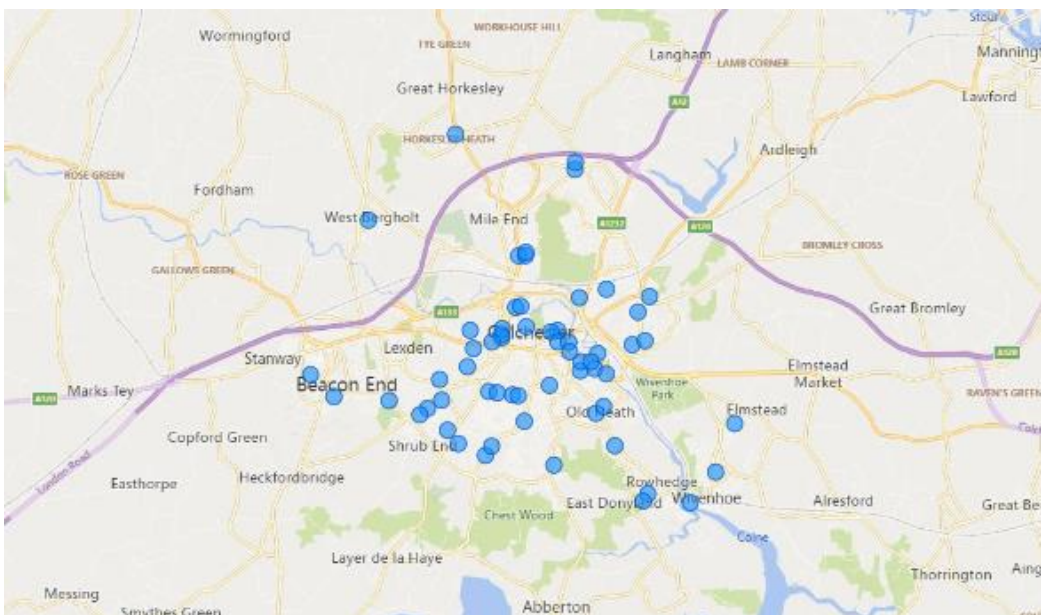 Stour
WORKHOUSE HILL
Wormingford
TYE GREEN
Langham
LAMB CORNER
Great Horkesley
Lawford
A12
HORKESLEY HEATH
Ardleigh
ROSE GREEN
Fordham
West Bergholt
Mile End
A1232
A120
BROMLEY CROSS
GALLOWS GREEN
Great Bromley
A133
Colchester
Lexden
Stanway
A120
Elmstead
Market
Beacon End
Marks Tey
A120
Wivenhoe
Park
RAVEN'S GREEN
Old Heath
Elmstead
Copford Green
Shrub End
London Road
Heckfordbridge
Easthorpe
Rowhedge
Chest Wood
East Donyland
Wivenhoe
Alresford
Great Be
Colne
Layer de la Haye
Thorrington
Messing
Abberton
Smythes Green